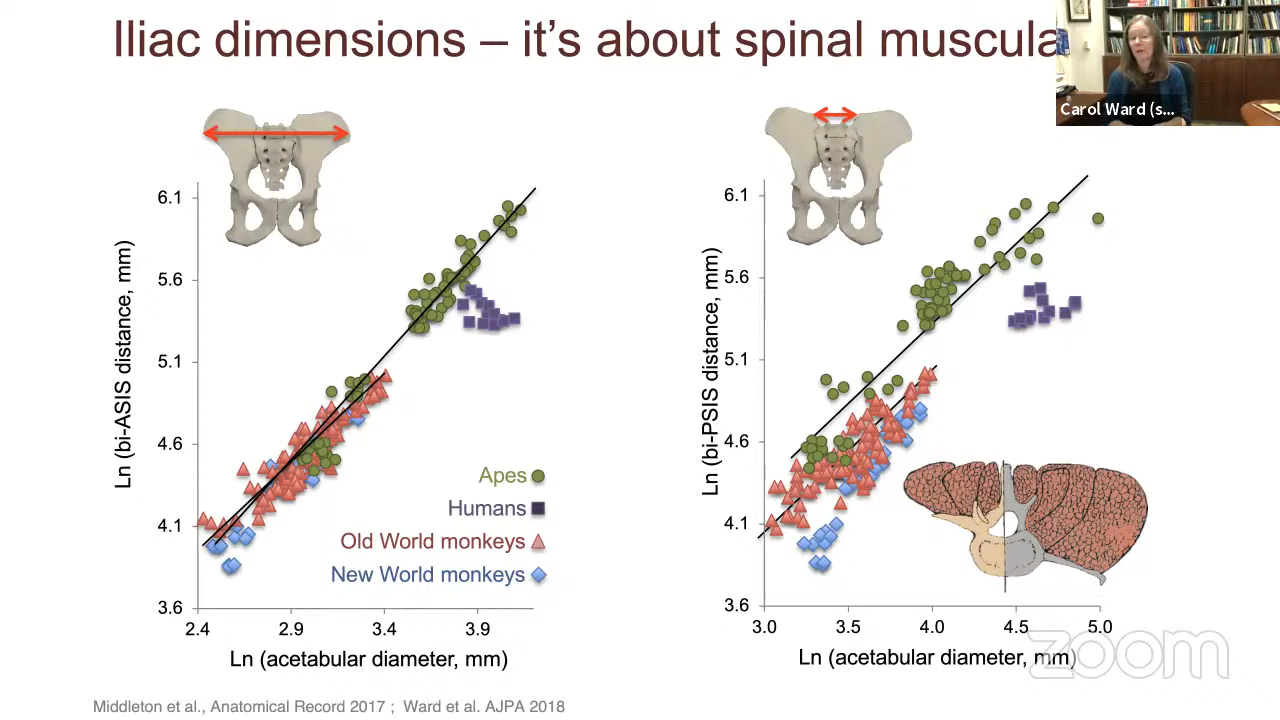 Iliac dimensions – it's about spinal muscula
Carol Ward (s...
Ln (bi-ASIS distance, mm)
6.1
5.6
5.1
4.6
4.1
3.6
2.4
2.9
3.4
3.9
Ln (acetabular diameter, mm)
Apes
Humans
Old World monkeys
New World monkeys
Ln (bi-PSIS distance, mm)
6.1
5.6
5.1
4.6
4.1
3.6
3.0
3.5
4.0
4.5
5.0
Ln (acetabular diameter, mm)
zoom
Middleton et al., Anatomical Record 2017 ; Ward et al. AJPA 2018